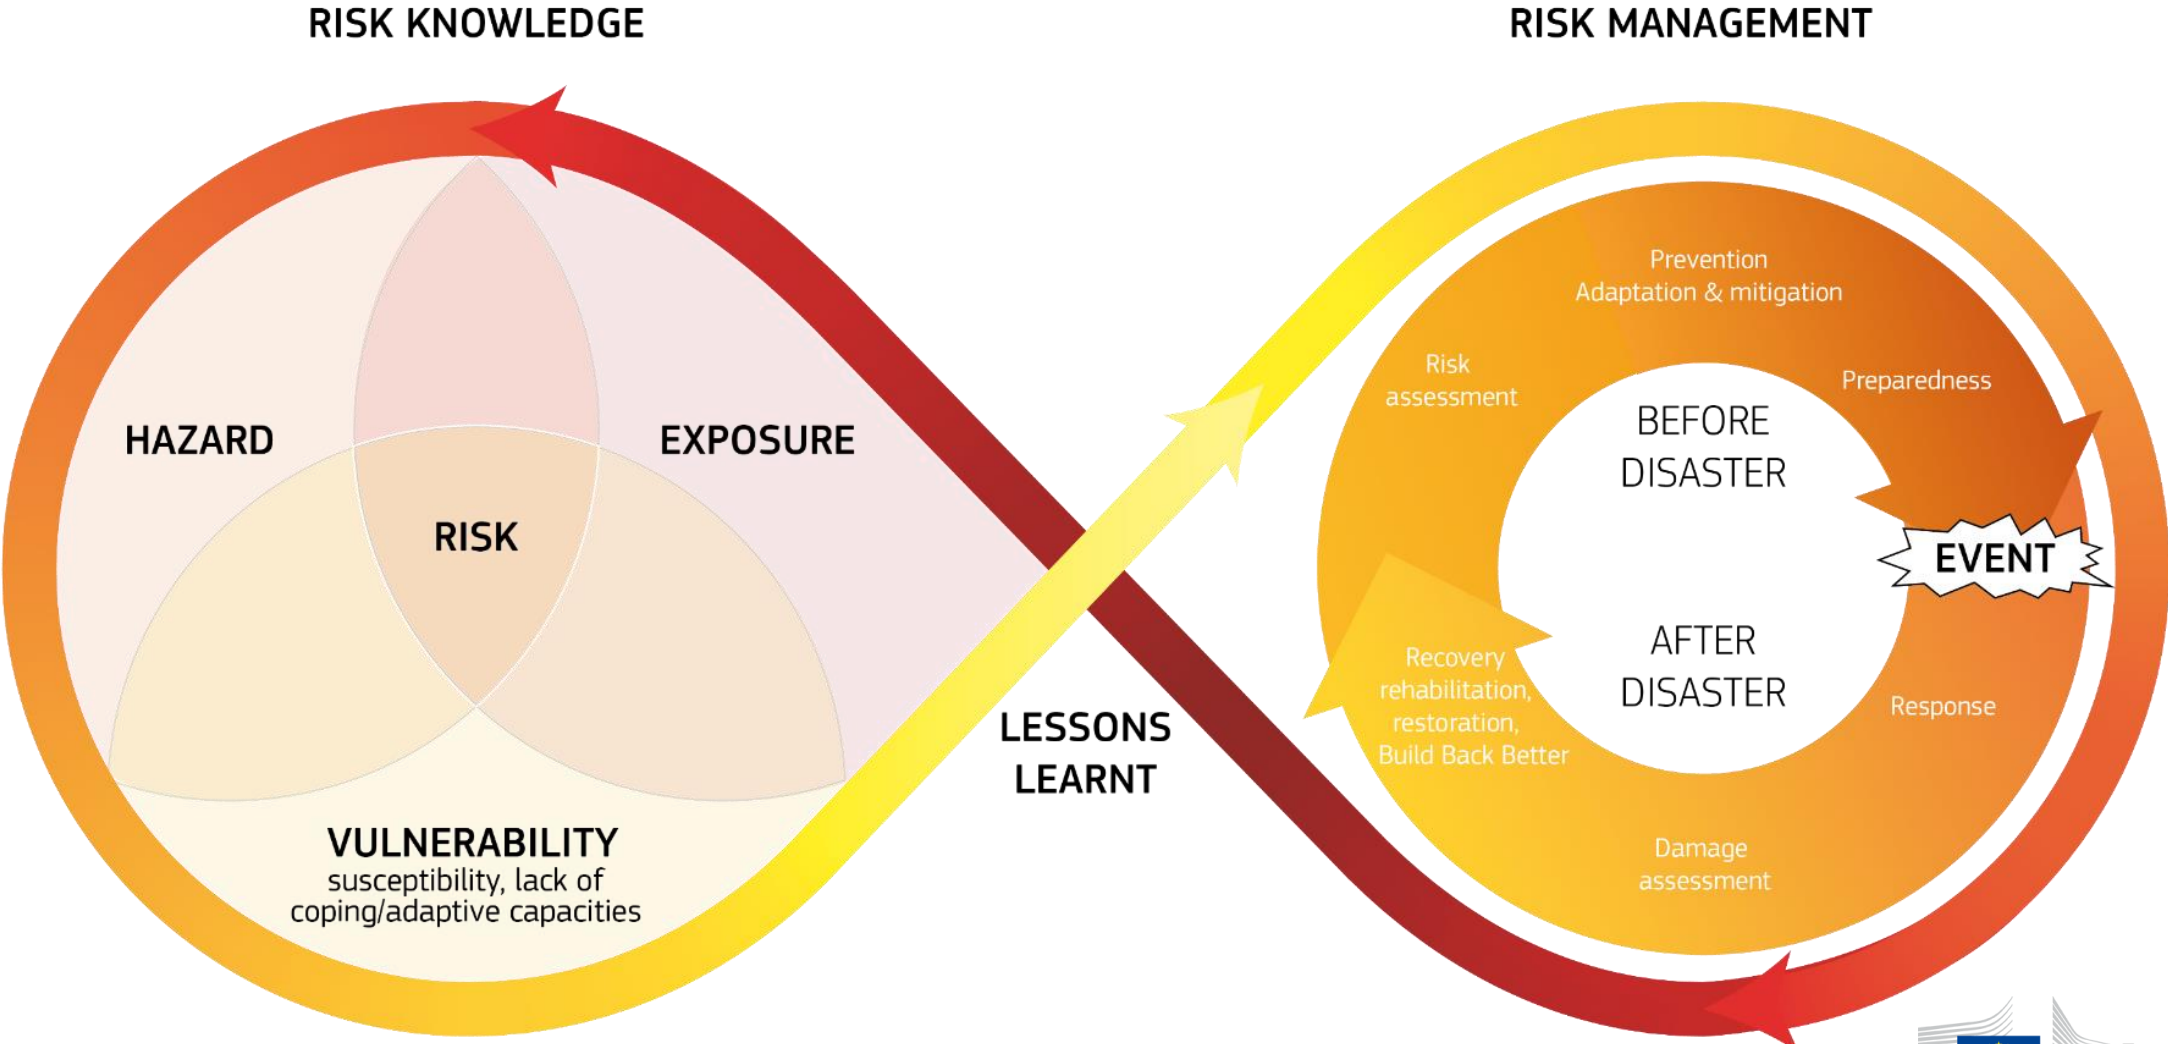 RISK KNOWLEDGE
RISK MANAGEMENT
HAZARD
EXPOSURE
RISK
VULNERABILITY
susceptibility, lack of
coping/adaptive capacities
LESSONS
LEARNT
Prevention
Adaptation & mitigation
Risk
assessment
Preparedness
BEFORE
DISASTER
EVENT
AFTER
DISASTER
Recovery
rehabilitation,
restoration,
Build Back Better
Response
Damage
assessment